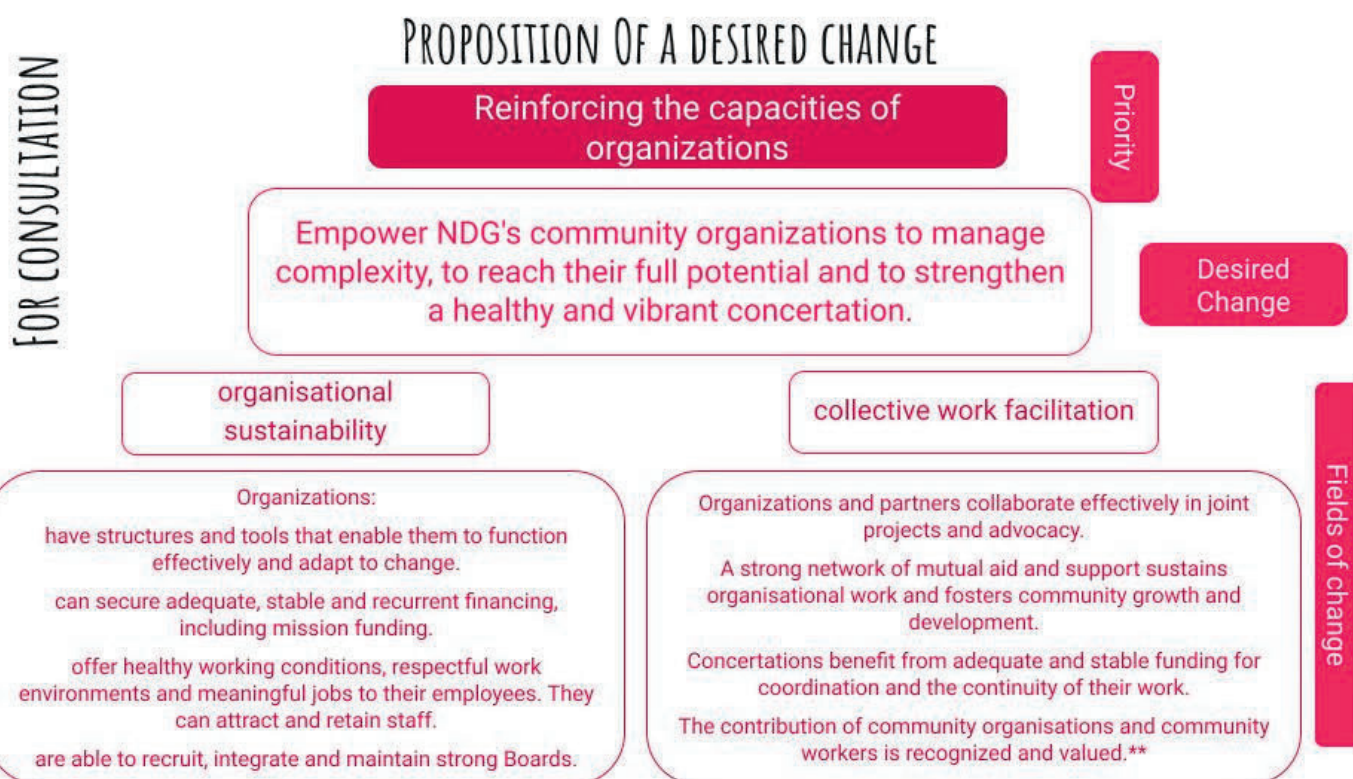 PROPOSITION OF A DESIRED CHANGE
FOR CONSULTATION
Reinforcing the capacities of
organizations
Priority
Empower NDG's community organizations to manage
complexity, to reach their full potential and to strengthen
a healthy and vibrant concertation.
Desired
Change
organisational
sustainability
collective work facilitation
Fields of change
Organizations:
have structures and tools that enable them to function
effectively and adapt to change.
can secure adequate, stable and recurrent financing,
including mission funding.
offer healthy working conditions, respectful work
environments and meaningful jobs to their employees. They
can attract and retain staff.
are able to recruit, integrate and maintain strong Boards.
Organizations and partners collaborate effectively in joint
projects and advocacy.
A strong network of mutual aid and support sustains
organisational work and fosters community growth and
development.
Concertations benefit from adequate and stable funding for
coordination and the continuity of their work.
The contribution of community organisations and community
workers is recognized and valued.**